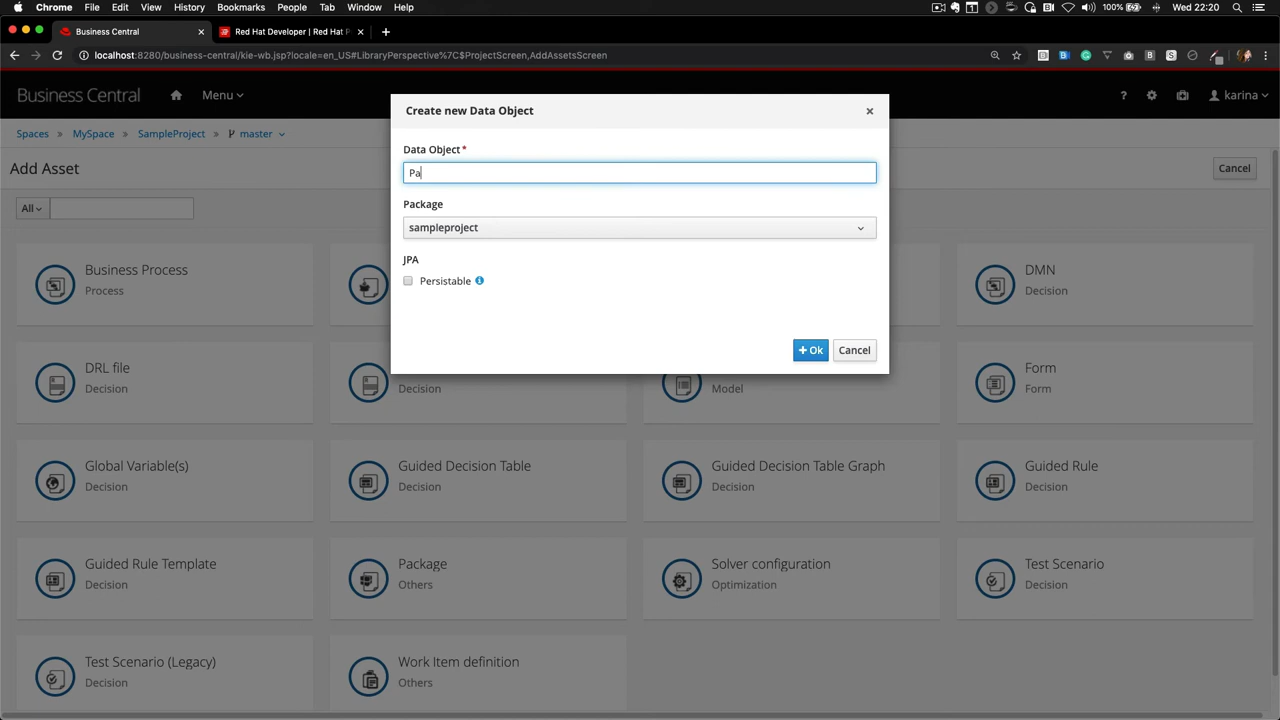 Chrome File Edit View History Bookmarks People Tab Window Help 100% Wed 22:20
Business Central Red Hat Developer | Red Hat P
localhost:8280/business-central/kie-wb.jsp?locale=en_US#LibraryPerspective%7C$ProjectScreen,AddAssetsScreen
Business Central Menu karina
Spaces MySpace SampleProject master
Add Asset Cancel
All
Create new Data Object
Data Object*
Pa
Package
sampleproject
JPA
Persistable
Ok Cancel
Business Process
Process
DMN
Decision
DRL file
Decision
Decision
Model
Form
Form
Global Variable(s)
Decision
Guided Decision Table
Decision
Guided Decision Table Graph
Decision
Guided Rule
Decision
Guided Rule Template
Decision
Package
Others
Solver configuration
Optimization
Test Scenario
Decision
Test Scenario (Legacy)
Decision
Work Item definition
Others